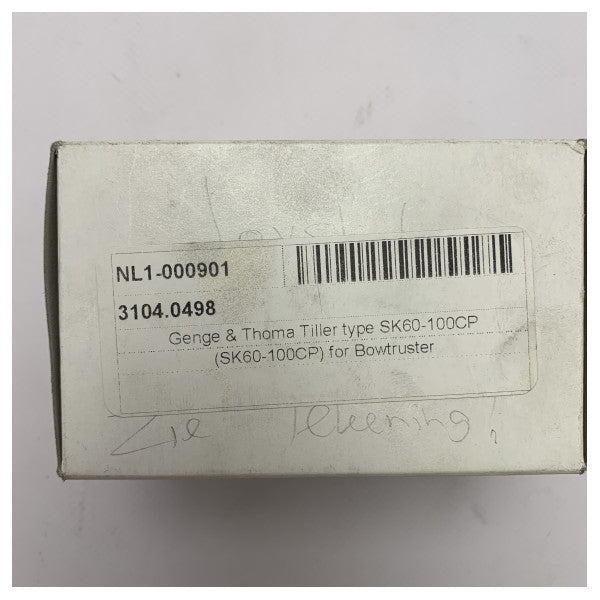 NL1-000901
3104.0498
Genge & Thoma Tiller type SK60-100CP
(SK60-100CP) for Bowtruster
Zie Tekening!